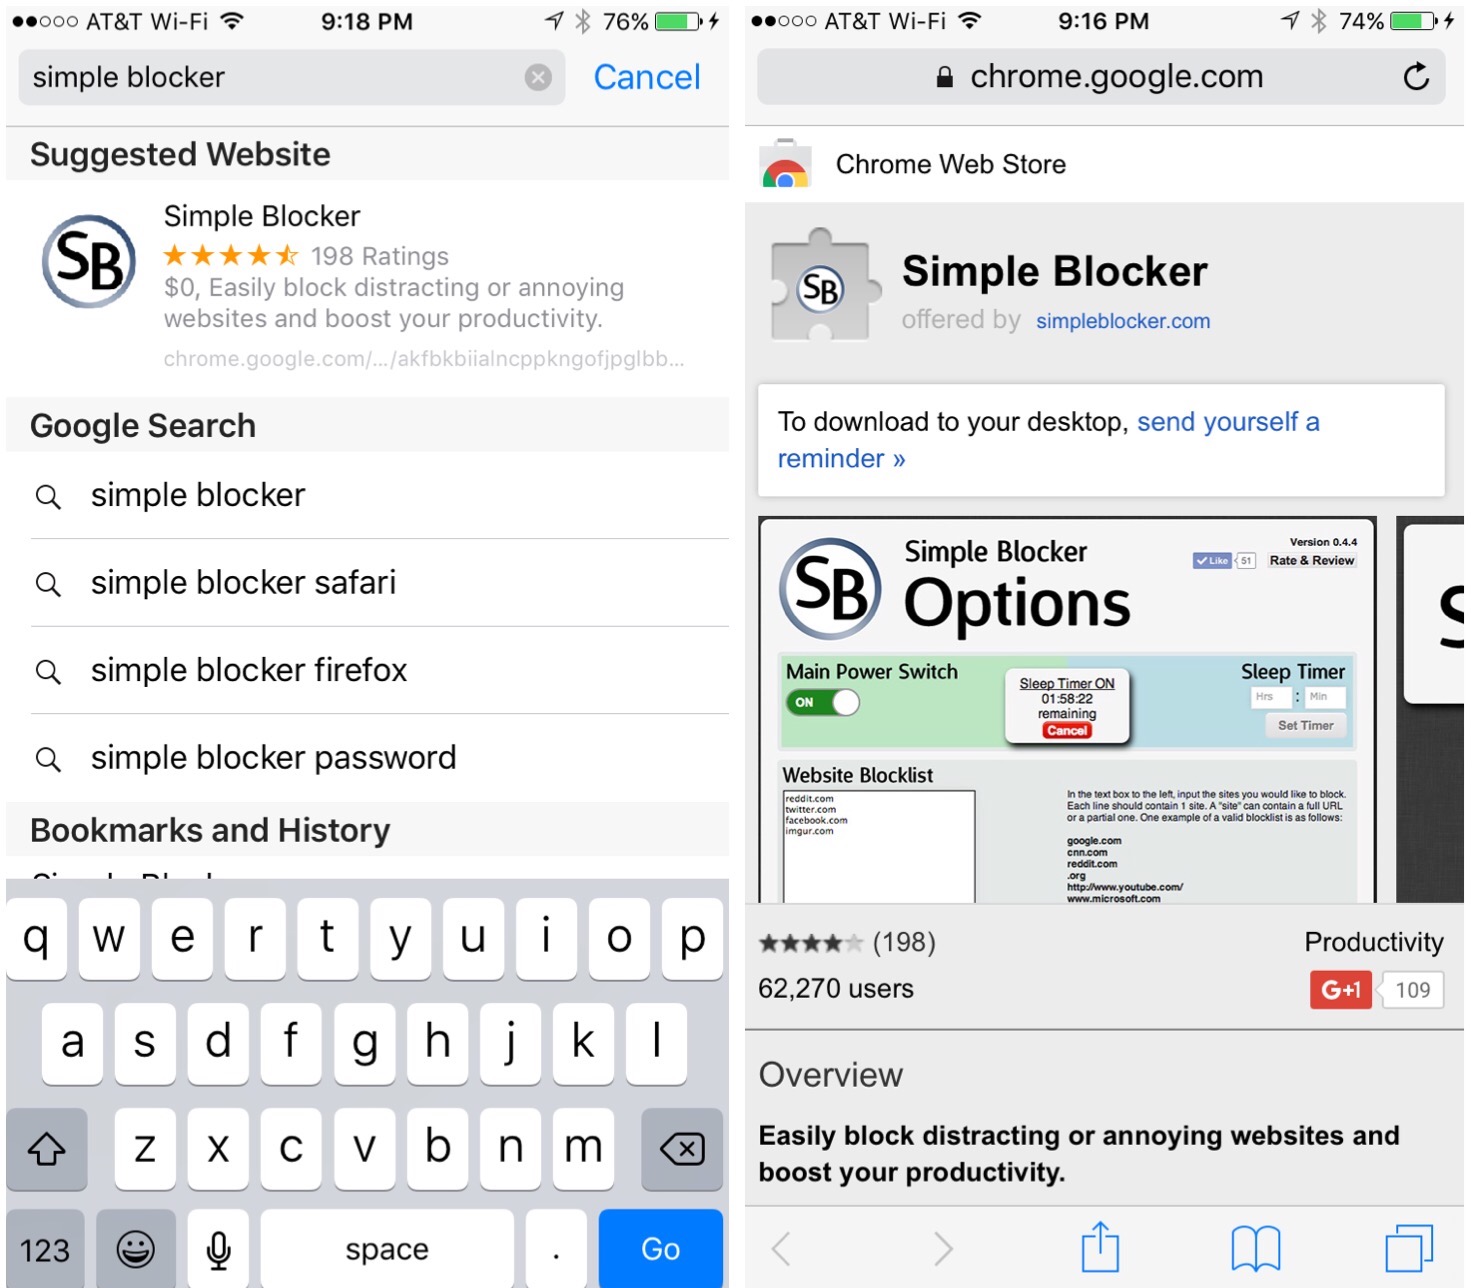 AT&T Wi-Fi 9:18 PM 76%
simple blocker Cancel
Suggested Website
SB
Simple Blocker
198 Ratings
$0, Easily block distracting or annoying
websites and boost your productivity.
chrome.google.com/.../akfbkbiialncppkngofjpglbb...
Google Search
simple blocker
simple blocker safari
simple blocker firefox
simple blocker password
Bookmarks and History
q w e r t y u i o p
a s d f g h j k l
z x c v b n m
123 space . Go
AT&T Wi-Fi 9:16 PM 74%
chrome.google.com
Chrome Web Store
SB
Simple Blocker
offered by simpleblocker.com
To download to your desktop, send yourself a
reminder »
SB
Simple Blocker
Options
Version 0.4.4
Like 51 Rate & Review
Main Power Switch
ON
Sleep Timer ON
01:58:22
remaining
Cancel
Sleep Timer
Hrs : Min
Set Timer
Website Blocklist
reddit.com
twitter.com
facebook.com
imgur.com
In the text box to the left, input the sites you would like to block.
Each line should contain 1 site. A "site" can contain a full URL
or a partial one. One example of a valid blocklist is as follows:
google.com
cnn.com
reddit.com
.org
http://www.youtube.com/
www.microsoft.com
(198) Productivity
62,270 users G+1 109
Overview
Easily block distracting or annoying websites and
boost your productivity.